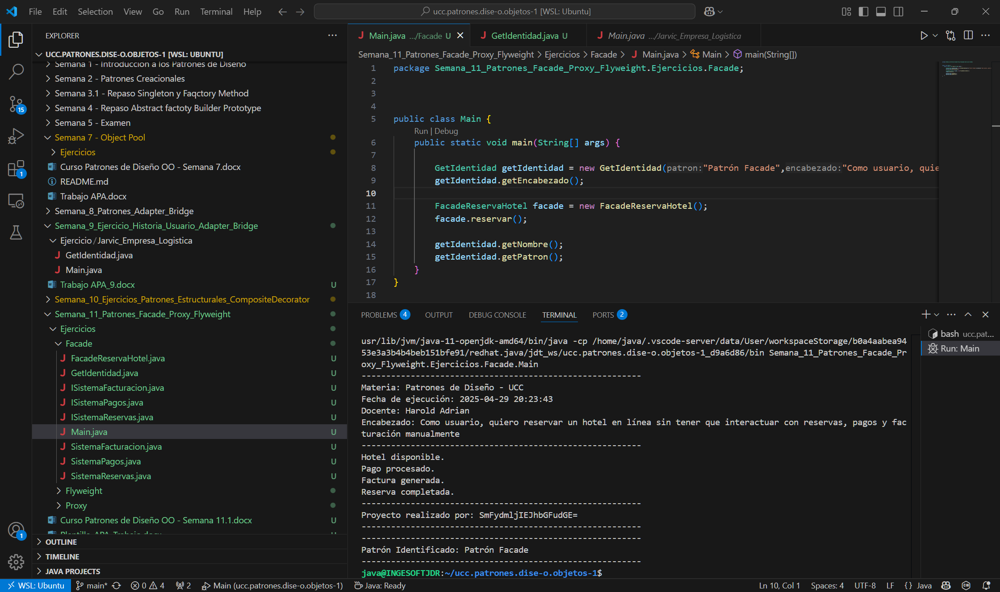 File Edit Selection View Go Run Terminal Help
ucc.patrones.dise-o.objetos-1 [WSL: Ubuntu]
EXPLORER
UCC.PATRONES.DISE-O.OBJETOS-1 [WSL: UBUNTU]
Semana 1 - Introduccion a los Patrones de Diseño
Semana 2 - Patrones Creacionales
Semana 3.1 - Repaso Singleton y Faqctory Method
Semana 4 - Repaso Abstract factoty Builder Prototype
Semana 5 - Examen
Semana 7 - Object Pool
Ejercicios
Curso Patrones de Diseño OO - Semana 7.docx
README.md
Trabajo APA.docx
Semana_8_Patrones_Adapter_Bridge
Semana_9_Ejercicio_Historia_Usuario_Adapter_Bridge
Ejercicio/Jarvic_Empresa_Logistica
GetIdentidad.java
Main.java
Trabajo APA_9.docx U
Semana_10_Ejercicios_Patrones_Estructurales_CompositeDecorator
Semana_11_Patrones_Facade_Proxy_Flyweight
Ejercicios
Facade
FacadeReservaHotel.java U
GetIdentidad.java U
ISistemaFacturacion.java U
ISistemaPagos.java U
ISistemaReservas.java U
Main.java U
SistemaFacturacion.java U
SistemaPagos.java U
SistemaReservas.java U
Flyweight
Proxy
Curso Patrones de Diseño OO - Semana 11.1.docx U
Plantilla_APA_Trabajo.docx U
OUTLINE
TIMELINE
JAVA PROJECTS
15
1
1
Main.java .../Facade U
GetIdentidad.java U
Main.java .../Jarvic_Empresa_Logistica
Semana_11_Patrones_Facade_Proxy_Flyweight > Ejercicios > Facade > Main.java > Main > main(String[])
1 package Semana_11_Patrones_Facade_Proxy_Flyweight.Ejercicios.Facade;
2
3
4
5 public class Main {
Run | Debug
6 public static void main(String[] args) {
7
8 GetIdentidad getIdentidad = new GetIdentidad(patron:"Patrón Facade",encabezado:"Como usuario, quie
9 getIdentidad.getEncabezado();
10
11 FacadeReservaHotel facade = new FacadeReservaHotel();
12 facade.reservar();
13
14 getIdentidad.getNombre();
15 getIdentidad.getPatron();
16 }
17 }
18
PROBLEMS 4 OUTPUT DEBUG CONSOLE TERMINAL PORTS 2
bash ucc.pat...
Run: Main
usr/lib/jvm/java-11-openjdk-amd64/bin/java -cp /home/java/.vscode-server/data/User/workspaceStorage/b0a4aabea94
53e3a3b4b4beb151bfe91/redhat.java/jdt_ws/ucc.patrones.dise-o.objetos-1_d9a6d86/bin Semana_11_Patrones_Facade_Pr
oxy_Flyweight.Ejercicios.Facade.Main
---------------------------------------------------------
Materia: Patrones de Diseño - UCC
Fecha de ejecución: 2025-04-29 20:23:43
Docente: Harold Adrian
Encabezado: Como usuario, quiero reservar un hotel en línea sin tener que interactuar con reservas, pagos y fac
turación manualmente
---------------------------------------------------------
Hotel disponible.
Pago procesado.
Factura generada.
Reserva completada.
---------------------------------------------------------
Proyecto realizado por: SmFydmljIEJhbGFudGE=
---------------------------------------------------------
---------------------------------------------------------
Patrón Identificado: Patrón Facade
---------------------------------------------------------
java@INGESOFTJDR:~/ucc.patrones.dise-o.objetos-1$
WSL: Ubuntu main* 0 4 2 Main (ucc.patrones.dise-o.objetos-1) Java: Ready Ln 10, Col 1 Spaces: 4 UTF-8 LF {} Java